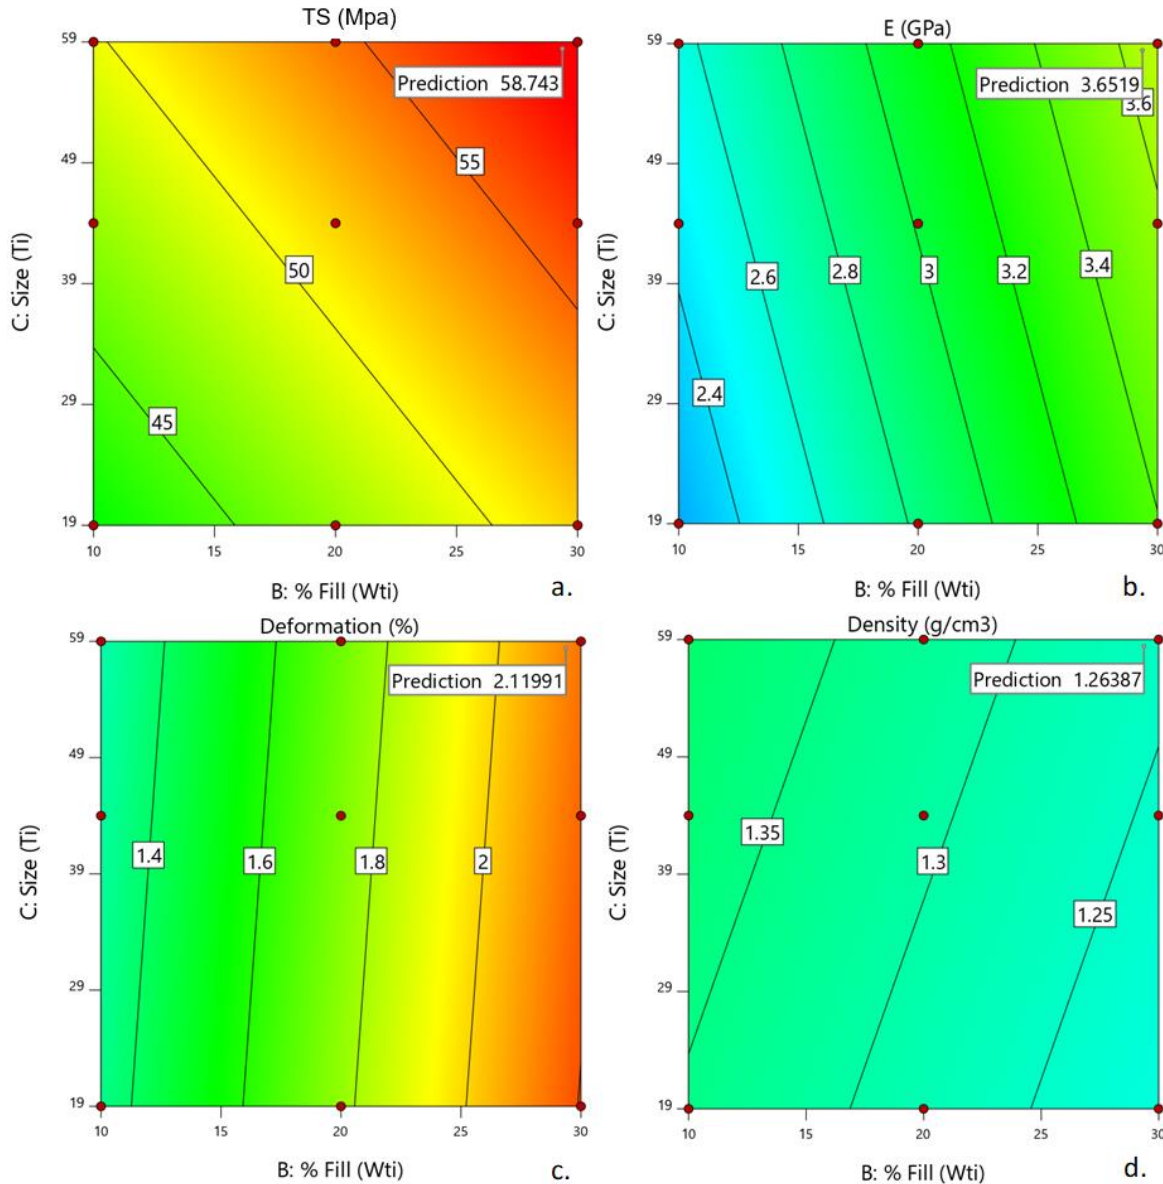 TS (Mpa)
59
49
39
29
19
C: Size (Ti)
Prediction 58.743
55
50
45
10
15
20
25
30
B: % Fill (Wti)
a.
E (GPa)
59
49
39
29
19
C: Size (Ti)
Prediction 3.6519
3.6
2.6
2.8
3
3.2
3.4
2.4
10
15
20
25
30
B: % Fill (Wti)
b.
Deformation (%)
59
49
39
29
19
C: Size (Ti)
Prediction 2.11991
1.4
1.6
1.8
2
10
15
20
25
30
B: % Fill (Wti)
c.
Density (g/cm3)
59
49
39
29
19
C: Size (Ti)
Prediction 1.26387
1.35
1.3
1.25
10
15
20
25
30
B: % Fill (Wti)
d.